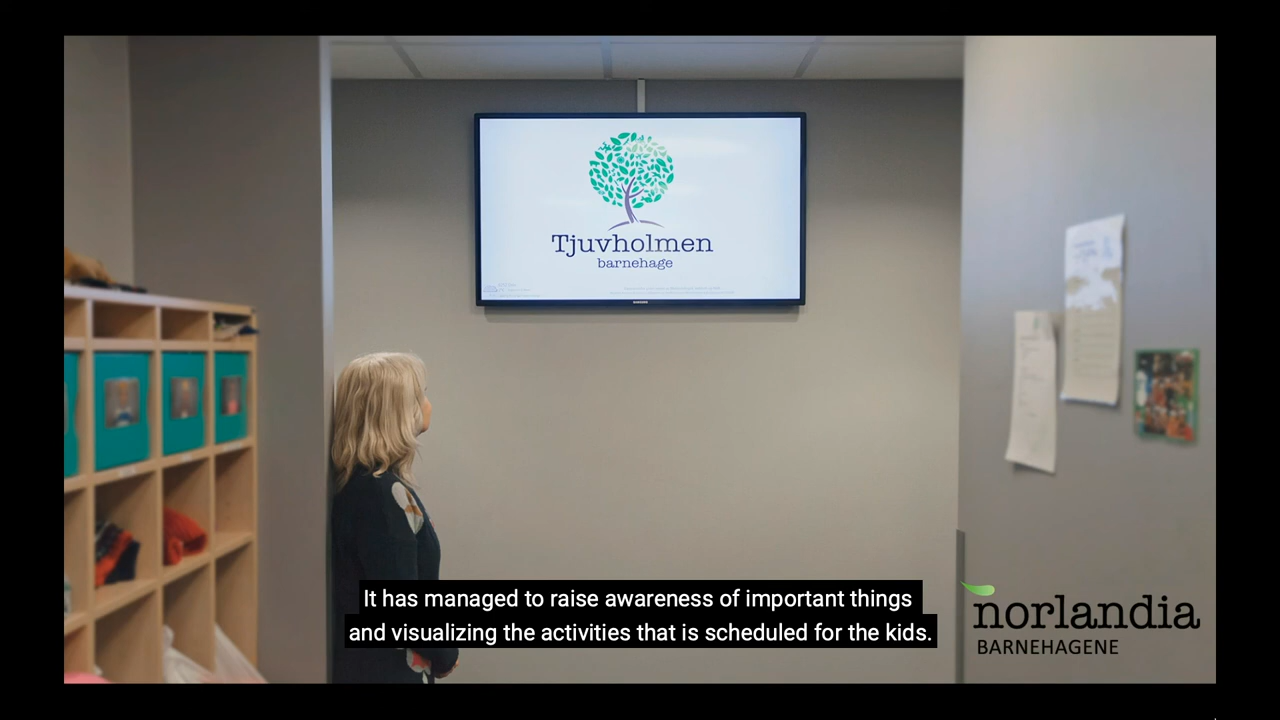 Tjuvholmen
barnehage
SAMSUNG
It has managed to raise awareness of important things
and visualizing the activities that is scheduled for the kids.
norlandia
BARNEHAGENE